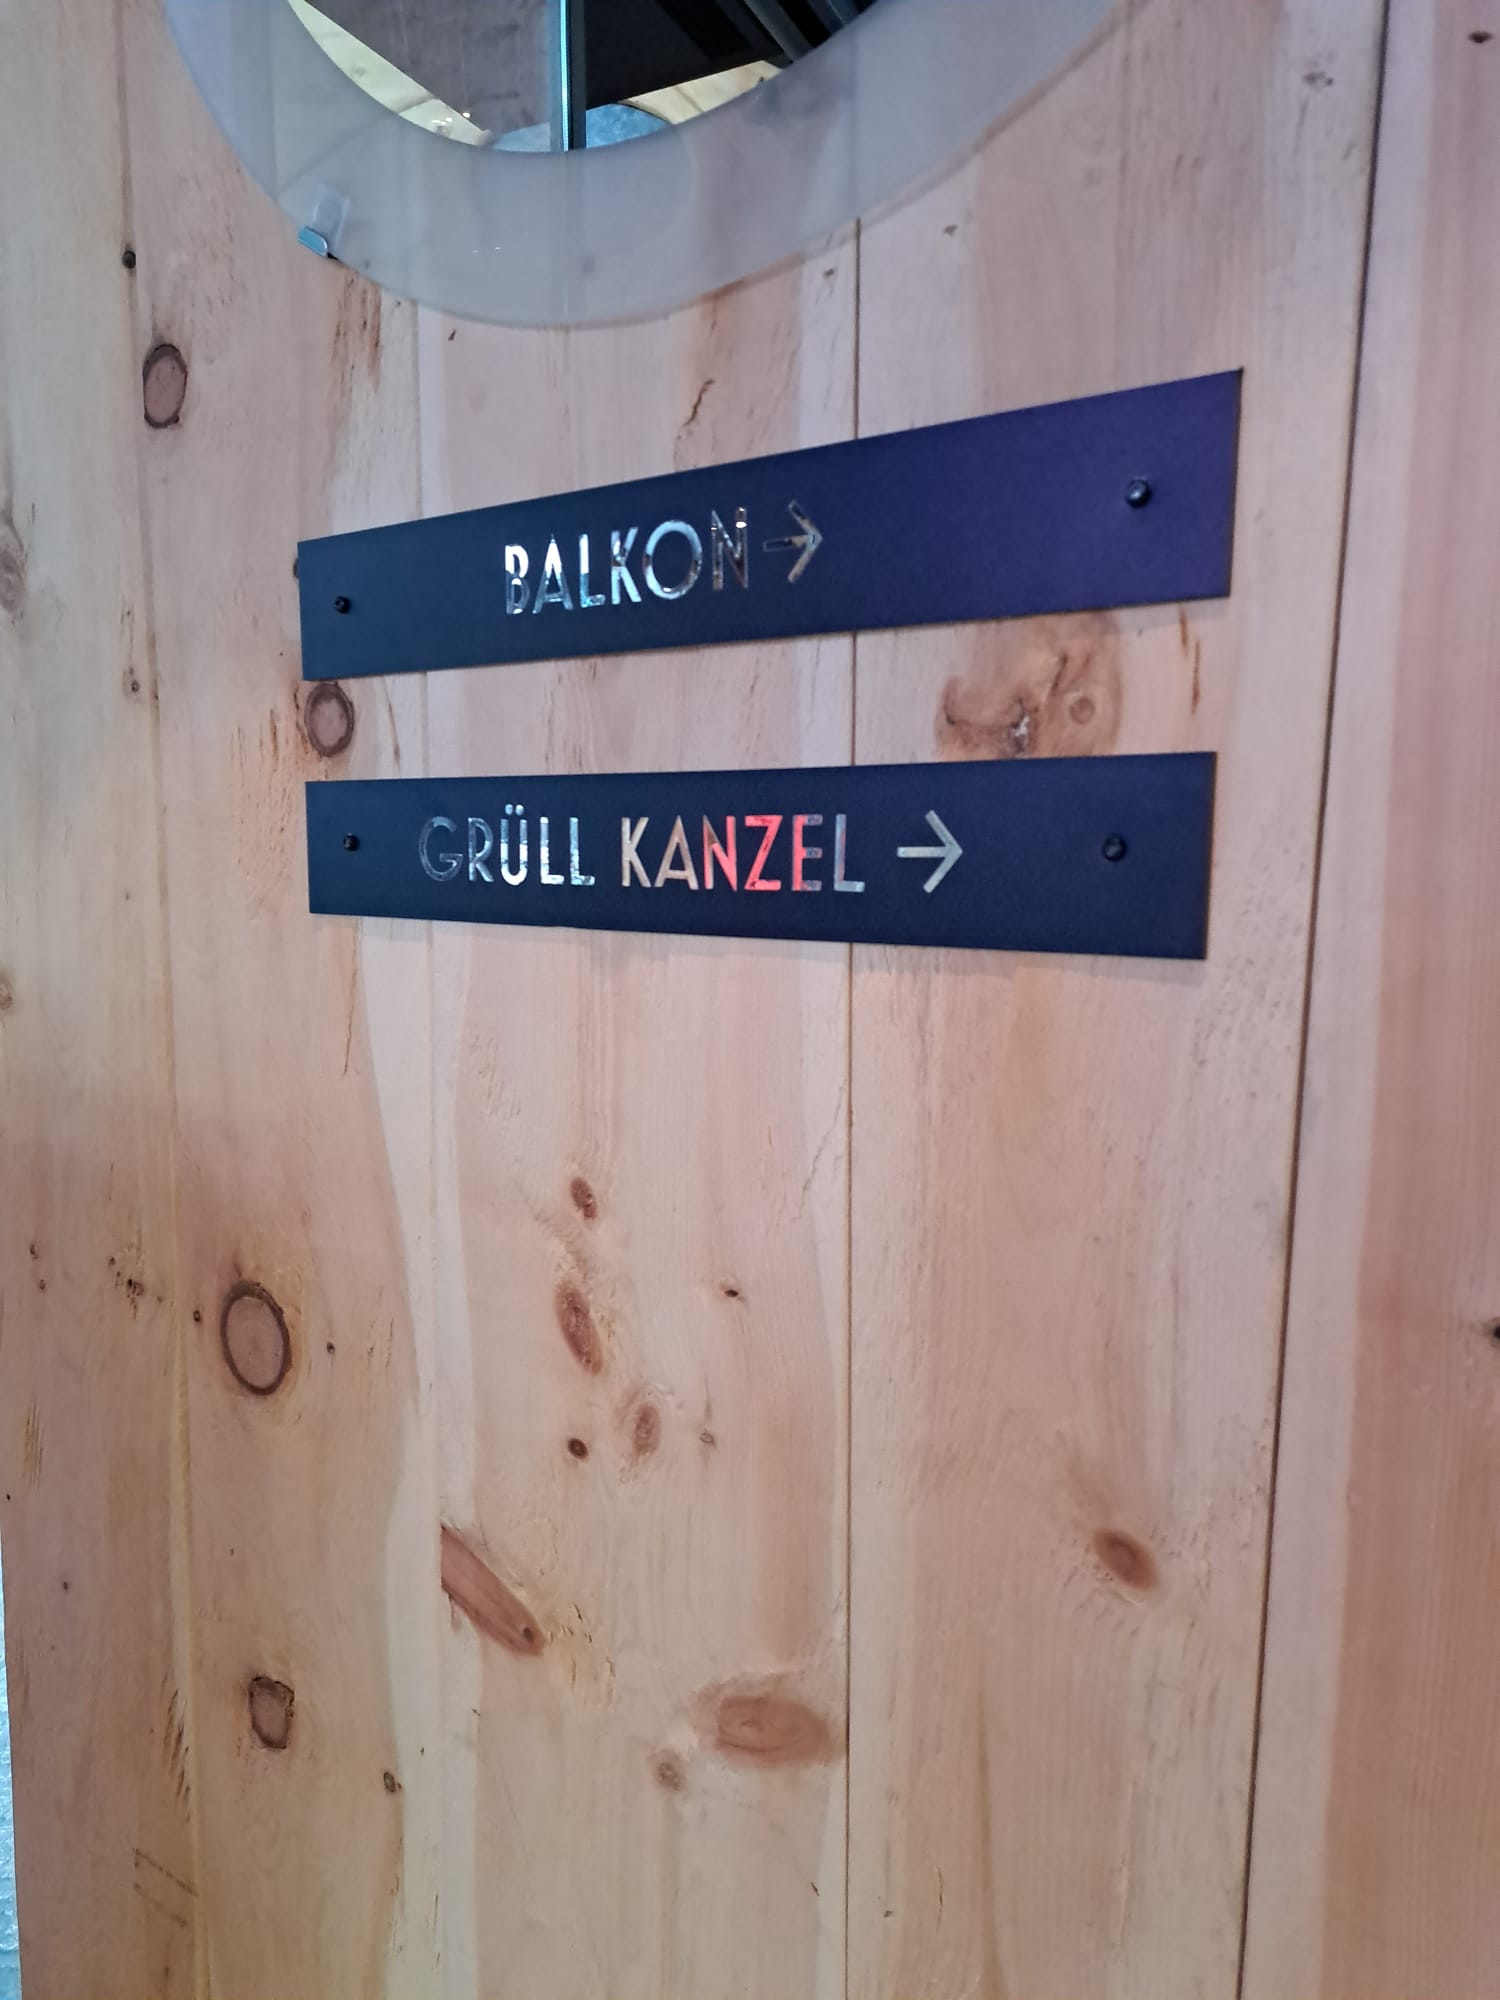 BALKON →
GRÜLL KANZEL →